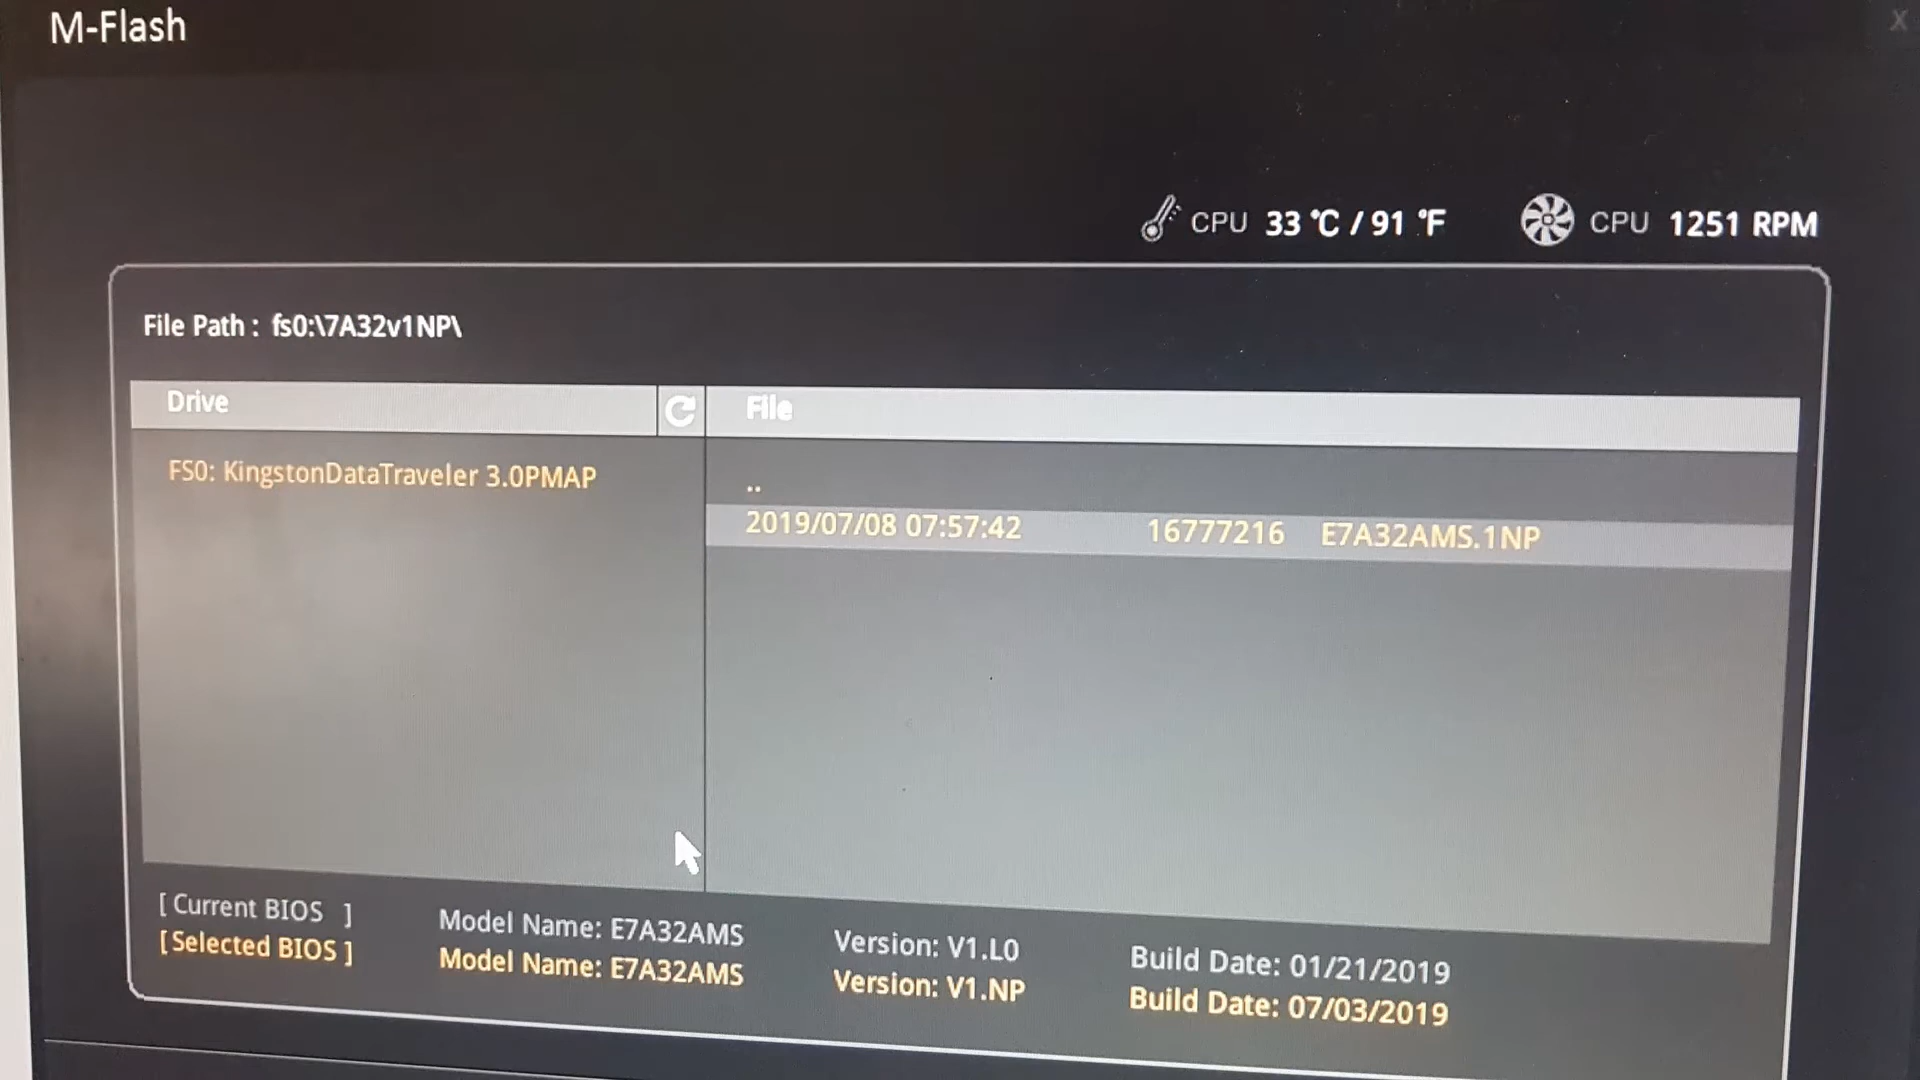 M-Flash
X
CPU 33 °C / 91 °F CPU 1251 RPM
File Path : fs0:\7A32v1NP\
Drive File
FS0: KingstonDataTraveler 3.0PMAP
..
2019/07/08 07:57:42 16777216 E7A32AMS.1NP
[ Current BIOS ] Model Name: E7A32AMS Version: V1.L0 Build Date: 01/21/2019
[ Selected BIOS ] Model Name: E7A32AMS Version: V1.NP Build Date: 07/03/2019